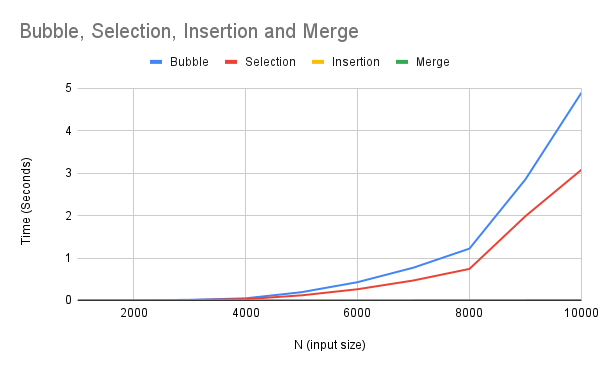 Bubble, Selection, Insertion and Merge
Bubble Selection Insertion Merge
5
4
3
2
1
0
Time (Seconds)
2000 4000 6000 8000 10000
N (input size)